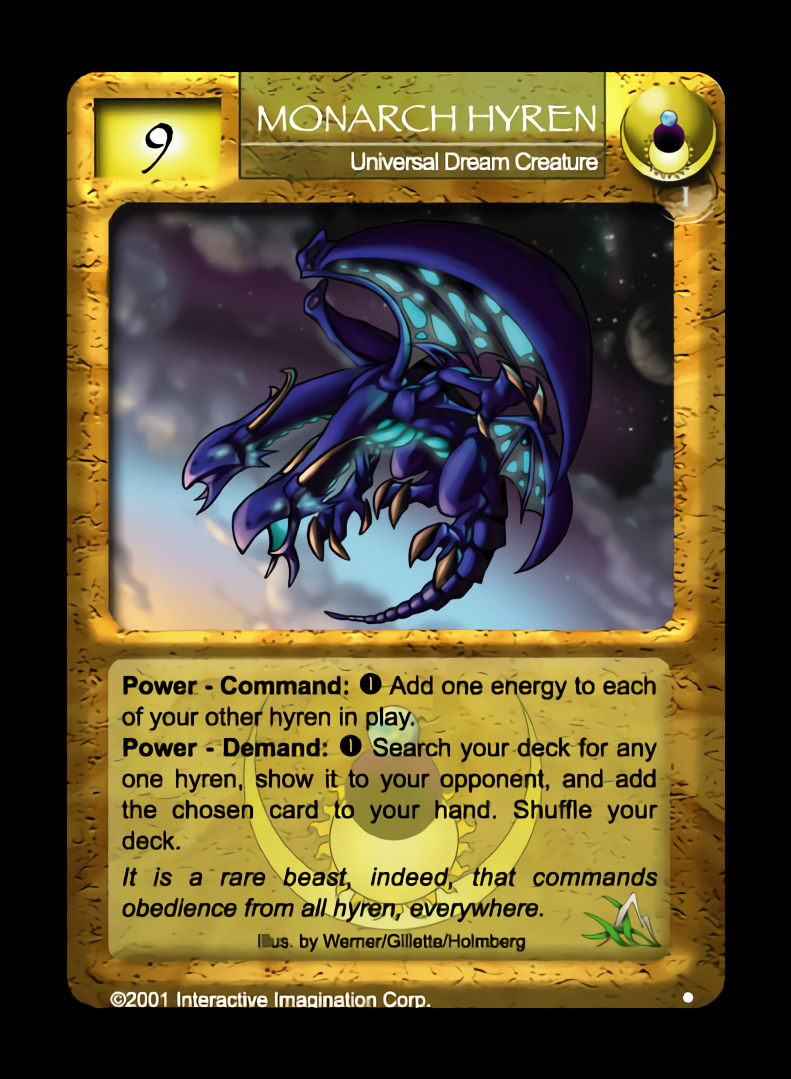 9
MONARCH HYREN
Universal Dream Creature
1
Power - Command: 1 Add one energy to each
of your other hyren in play.
Power - Demand: 1 Search your deck for any
one hyren, show it to your opponent, and add
the chosen card to your hand. Shuffle your
deck.
It is a rare beast, indeed, that commands
obedience from all hyren, everywhere.
Illus. by Werner/Gillette/Holmberg
©2001 Interactive Imagination Corp.